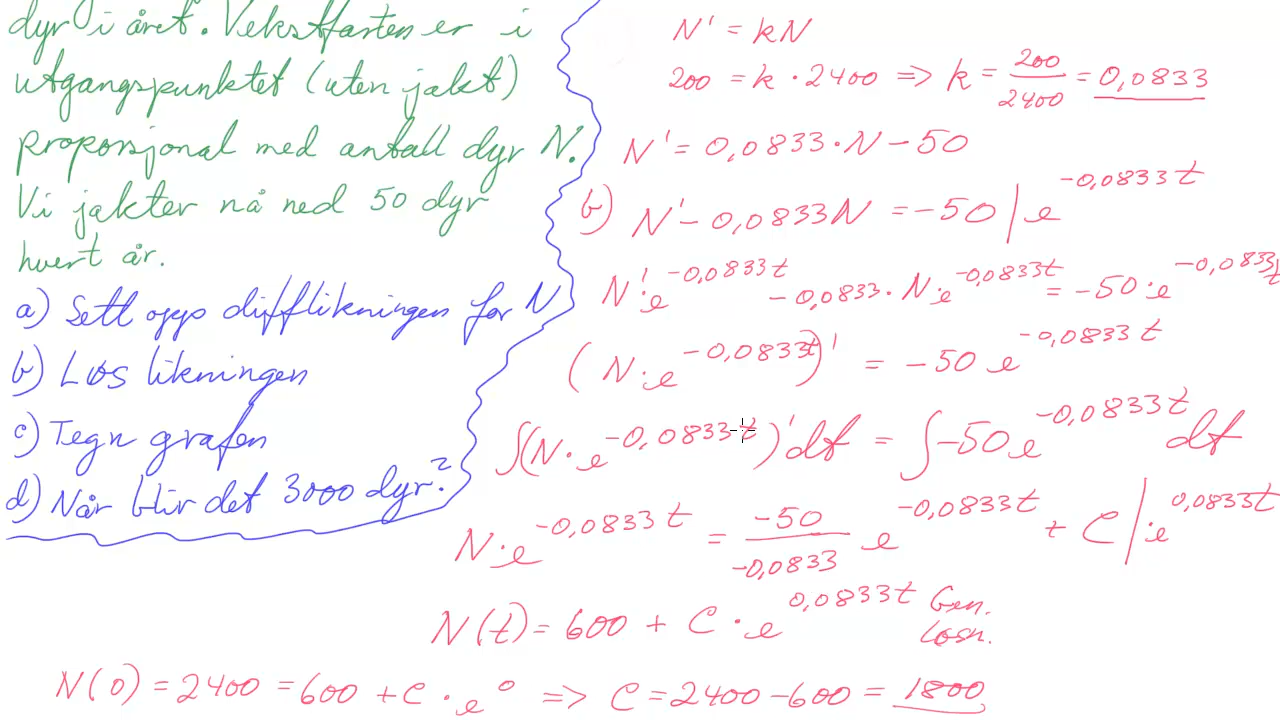 dyr i året. Vekstfarten er i
utgangspunktet (uten jakt)
proporsjonal med antall dyr N.
Vi jakter nå ned 50 dyr
hvert år.
a) Sett opp difflikningen for N
b) Løs likningen
c) Tegn grafen
d) Når blir det 3000 dyr?
N' = kN
200 = k · 2400 => k = 200/2400 = 0,0833
N' = 0,0833 · N - 50
b) N' - 0,0833N = -50 | e^(-0,0833t)
N' · e^(-0,0833t) - 0,0833 · N · e^(-0,0833t) = -50 · e^(-0,0833t)
(N · e^(-0,0833t))' = -50 e^(-0,0833t)
∫(N · e^(-0,0833t))' dt = ∫-50 e^(-0,0833t) dt
N · e^(-0,0833t) = -50/-0,0833 e^(-0,0833t) + C | · e^(0,0833t)
N(t) = 600 + C · e^(0,0833t) Gen. løsn.
N(0) = 2400 = 600 + C · e^0 => C = 2400 - 600 = 1800